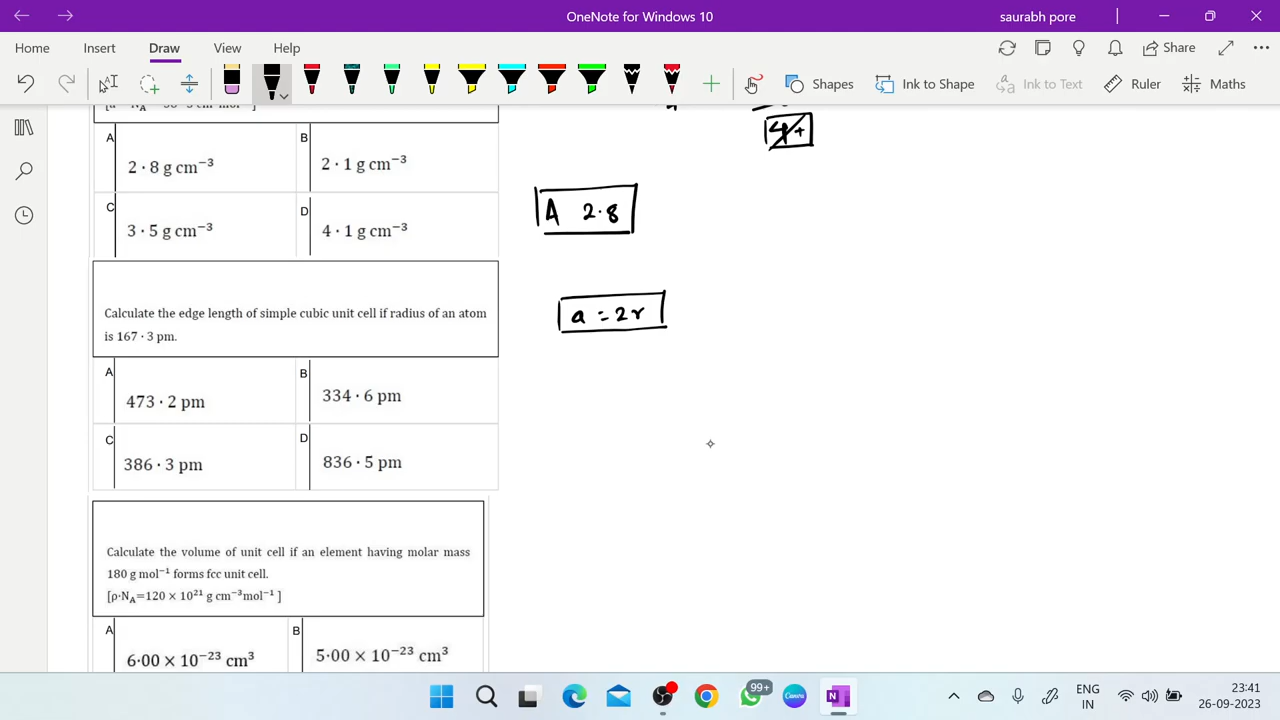 OneNote for Windows 10
saurabh pore
Home
Insert
Draw
View
Help
Share
Ink to Shape
Shapes
Ink to Text
Ruler
Maths
A
2·8 g cm⁻³
B
2·1 g cm⁻³
C
3·5 g cm⁻³
D
4·1 g cm⁻³
A 2·8
Calculate the edge length of simple cubic unit cell if radius of an atom
is 167·3 pm.
a = 2r
A
473·2 pm
B
334·6 pm
C
386·3 pm
D
836·5 pm
Calculate the volume of unit cell if an element having molar mass
180 g mol⁻¹ forms fcc unit cell.
[ρ·N_A=120 × 10²¹ g cm⁻³mol⁻¹ ]
A
6·00 × 10⁻²³ cm³
B
5·00 × 10⁻²³ cm³
99+
ENG
IN
23:41
26-09-2023